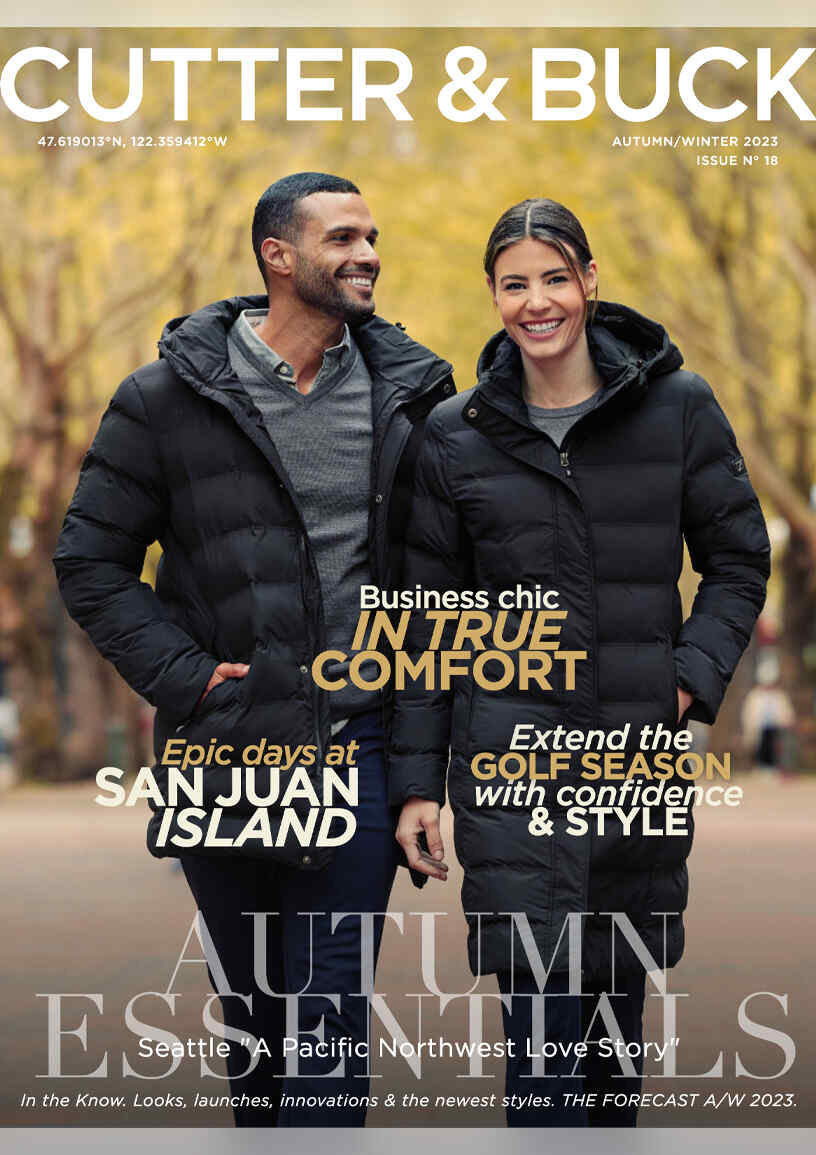 CUTTER & BUCK
47.619013°N, 122.359412°W
AUTUMN/WINTER 2023
ISSUE N° 18
Business chic
IN TRUE
COMFORT
Epic days at
SAN JUAN
ISLAND
Extend the
GOLF SEASON
with confidence
& STYLE
AUTUMN
ESSENTIALS
Seattle "A Pacific Northwest Love Story"
In the Know. Looks, launches, innovations & the newest styles. THE FORECAST A/W 2023.